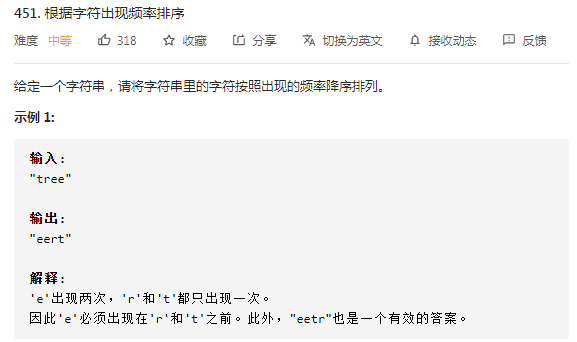 451. 根据字符出现频率排序
难度 中等 318 收藏 分享 切换为英文 接收动态 反馈
给定一个字符串，请将字符串里的字符按照出现的频率降序排列。
示例 1:
输入:
"tree"
输出:
"eert"
解释:
'e'出现两次，'r'和't'都只出现一次。
因此'e'必须出现在'r'和't'之前。此外，"eetr"也是一个有效的答案。